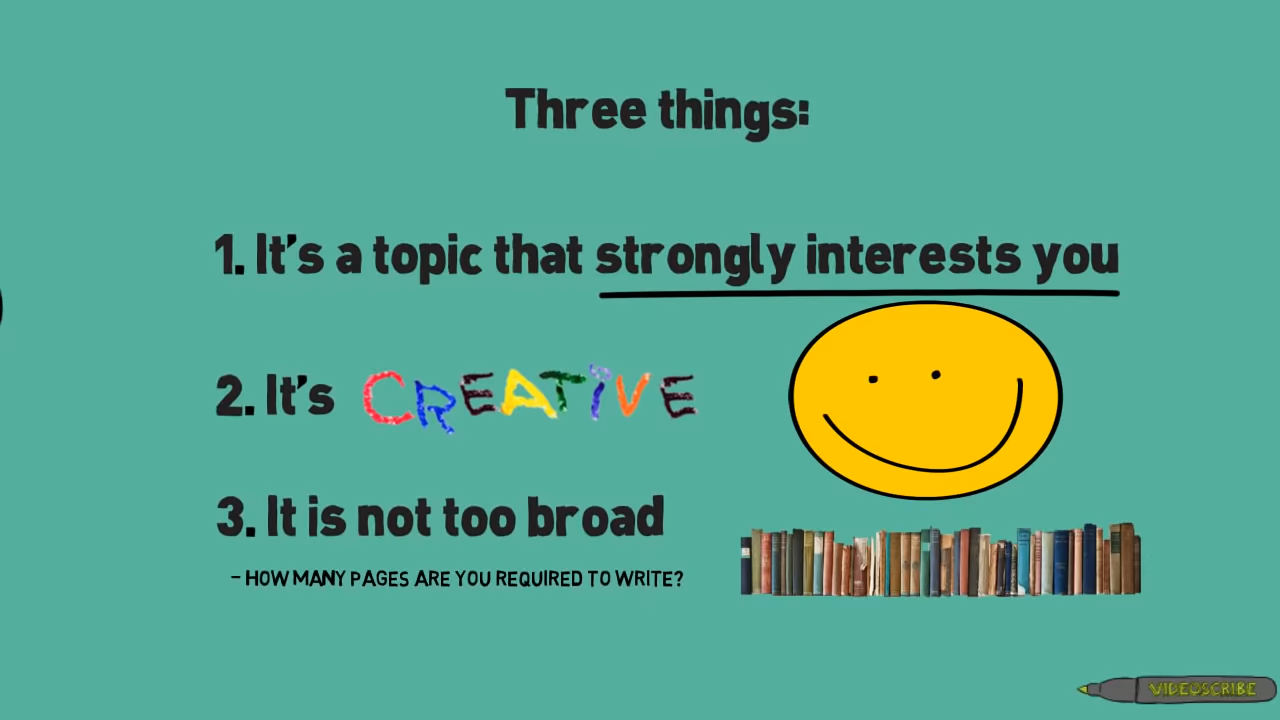 Three things:
1. It's a topic that strongly interests you
2. It's CREATIVE
3. It is not too broad
- HOW MANY PAGES ARE YOU REQUIRED TO WRITE?
VIDEOSCRIBE